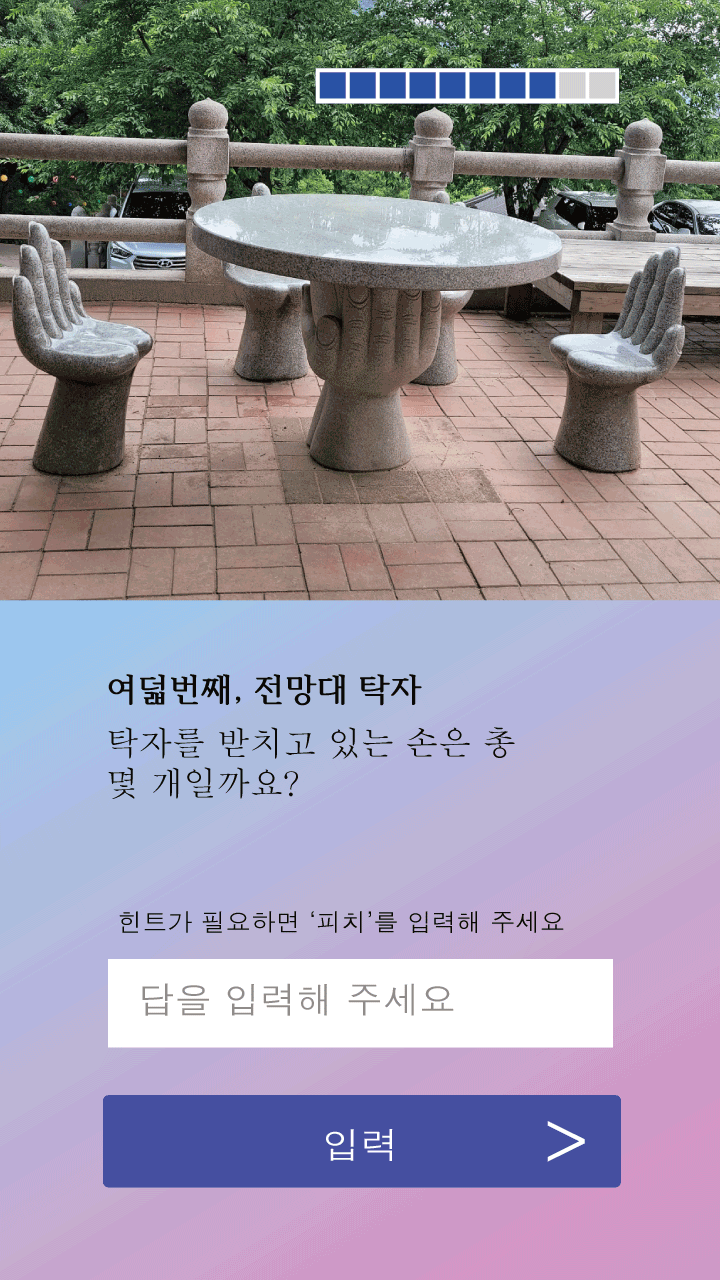 여덟번째, 전망대 탁자
탁자를 받치고 있는 손은 총
몇 개일까요?
힌트가 필요하면 ‘피치’를 입력해 주세요
답을 입력해 주세요
입력 >